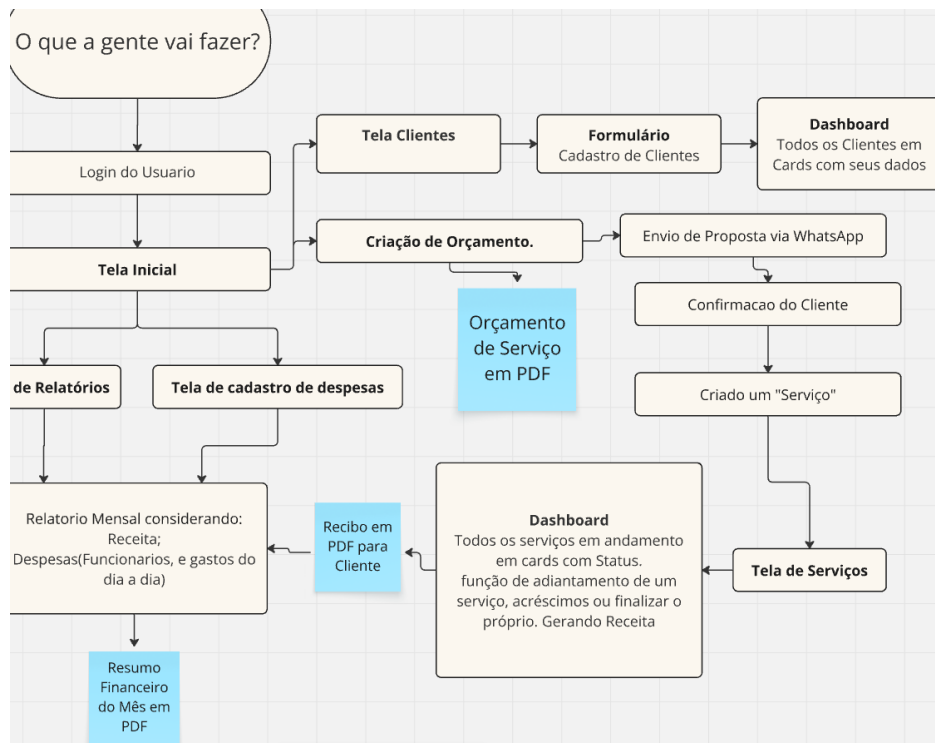 O que a gente vai fazer?
Login do Usuario
Tela Inicial
Tela Clientes
Formulário
Cadastro de Clientes
Dashboard
Todos os Clientes em
Cards com seus dados
Criação de Orçamento.
Envio de Proposta via WhatsApp
Orçamento
de Serviço
em PDF
Confirmacao do Cliente
Criado um "Serviço"
de Relatórios
Tela de cadastro de despesas
Relatorio Mensal considerando:
Receita;
Despesas(Funcionarios, e gastos do
dia a dia)
Recibo em
PDF para
Cliente
Dashboard
Todos os serviços em andamento
em cards com Status.
função de adiantamento de um
serviço, acréscimos ou finalizar o
próprio. Gerando Receita
Tela de Serviços
Resumo
Financeiro
do Mês em
PDF